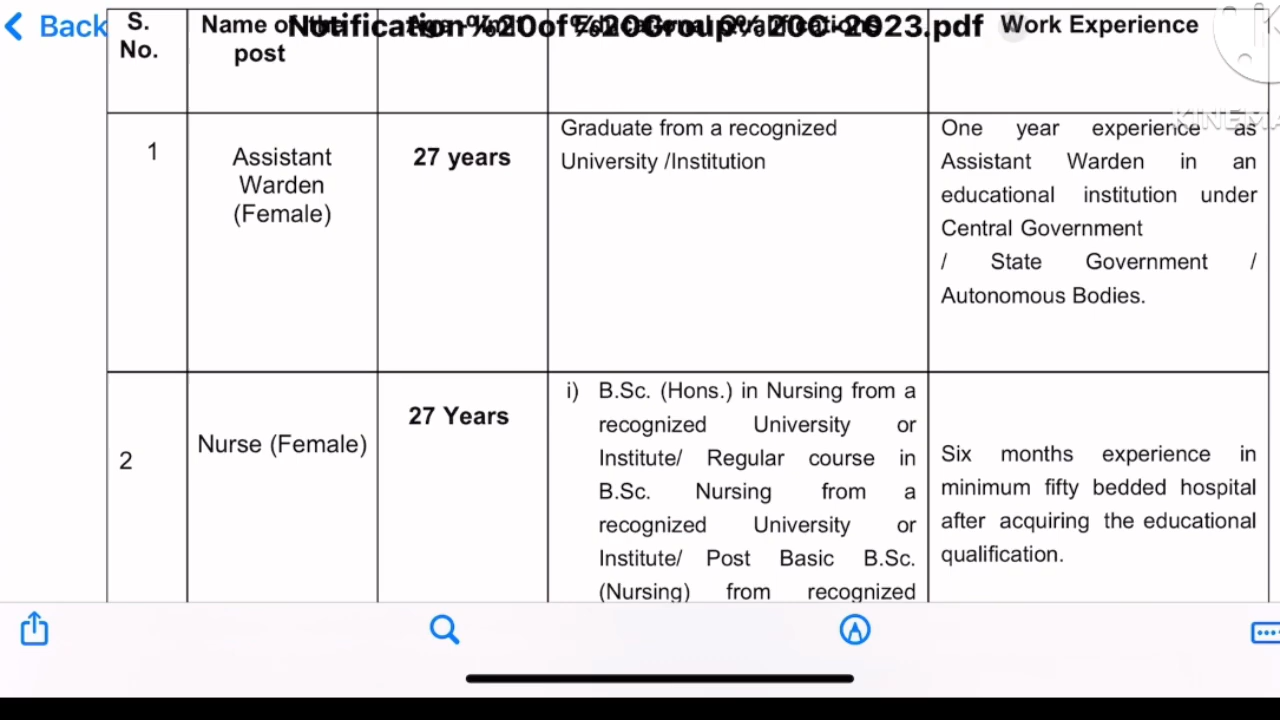 Back
Notification%20of%20Group%20C-2023.pdf
S.
No.
Name of the
post
Work Experience
KINEMA
1
Assistant
Warden
(Female)
27 years
Graduate from a recognized
University /Institution
One year experience as
Assistant Warden in an
educational institution under
Central Government
/ State Government /
Autonomous Bodies.
2
Nurse (Female)
27 Years
i) B.Sc. (Hons.) in Nursing from a
recognized University or
Institute/ Regular course in
B.Sc. Nursing from a
recognized University or
Institute/ Post Basic B.Sc.
(Nursing) from recognized
Six months experience in
minimum fifty bedded hospital
after acquiring the educational
qualification.